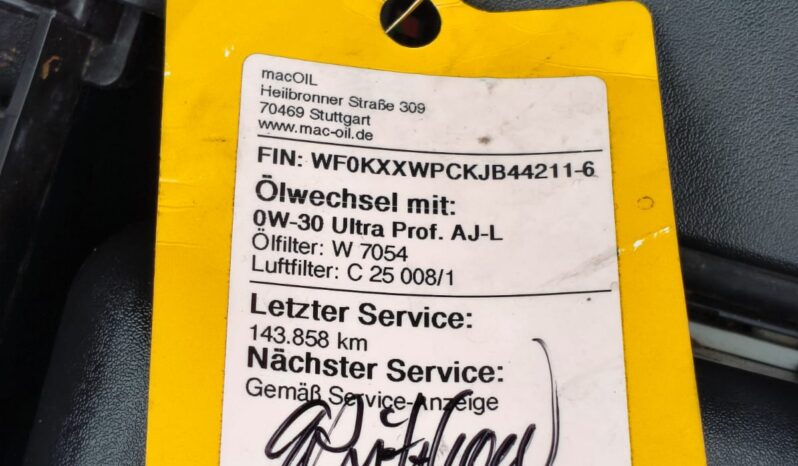 macOIL
Heilbronner Straße 309
70469 Stuttgart
www.mac-oil.de
FIN: WF0KXXWPCKJB44211-6
Ölwechsel mit:
0W-30 Ultra Prof. AJ-L
Ölfilter: W 7054
Luftfilter: C 25 008/1
Letzter Service:
143.858 km
Nächster Service:
Gemäß Service-Anzeige